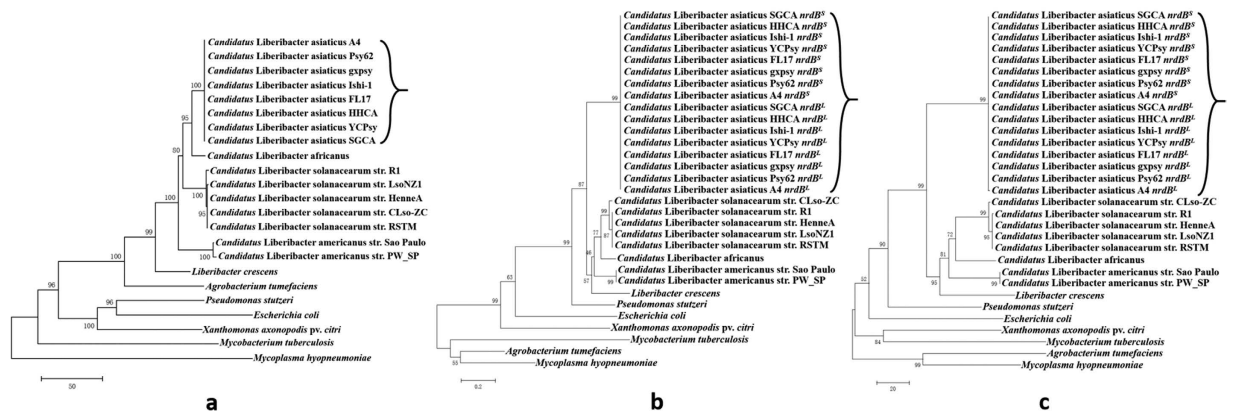 100
95
80
100
100
95
99
100
100
96
96
100
Candidatus Liberibacter asiaticus A4
Candidatus Liberibacter asiaticus Psy62
Candidatus Liberibacter asiaticus gxpsy
Candidatus Liberibacter asiaticus Ishi-1
Candidatus Liberibacter asiaticus FL17
Candidatus Liberibacter asiaticus HHCA
Candidatus Liberibacter asiaticus YCPsy
Candidatus Liberibacter asiaticus SGCA
Candidatus Liberibacter africanus
Candidatus Liberibacter solanacearum str. R1
Candidatus Liberibacter solanacearum str. LsoNZ1
Candidatus Liberibacter solanacearum str. HenneA
Candidatus Liberibacter solanacearum str. CLso-ZC
Candidatus Liberibacter solanacearum str. RSTM
Candidatus Liberibacter americanus str. Sao Paulo
Candidatus Liberibacter americanus str. PW_SP
Liberibacter crescens
Agrobacterium tumefaciens
Pseudomonas stutzeri
Escherichia coli
Xanthomonas axonopodis pv. citri
Mycobacterium tuberculosis
Mycoplasma hyopneumoniae
50
a
Candidatus Liberibacter asiaticus SGCA nrdBS
Candidatus Liberibacter asiaticus HHCA nrdBS
Candidatus Liberibacter asiaticus Ishi-1 nrdBS
Candidatus Liberibacter asiaticus YCPsy nrdBS
Candidatus Liberibacter asiaticus FL17 nrdBS
Candidatus Liberibacter asiaticus gxpsy nrdBS
Candidatus Liberibacter asiaticus Psy62 nrdBS
Candidatus Liberibacter asiaticus A4 nrdBS
Candidatus Liberibacter asiaticus SGCA nrdBL
Candidatus Liberibacter asiaticus HHCA nrdBL
Candidatus Liberibacter asiaticus Ishi-1 nrdBL
Candidatus Liberibacter asiaticus YCPsy nrdBL
Candidatus Liberibacter asiaticus FL17 nrdBL
Candidatus Liberibacter asiaticus gxpsy nrdBL
Candidatus Liberibacter asiaticus Psy62 nrdBL
Candidatus Liberibacter asiaticus A4 nrdBL
Candidatus Liberibacter solanacearum str. CLso-ZC
Candidatus Liberibacter solanacearum str. R1
Candidatus Liberibacter solanacearum str. HenneA
Candidatus Liberibacter solanacearum str. LsoNZ1
Candidatus Liberibacter solanacearum str. RSTM
Candidatus Liberibacter africanus
Candidatus Liberibacter americanus str. Sao Paulo
Candidatus Liberibacter americanus str. PW_SP
Liberibacter crescens
Pseudomonas stutzeri
Escherichia coli
Xanthomonas axonopodis pv. citri
Mycobacterium tuberculosis
Agrobacterium tumefaciens
Mycoplasma hyopneumoniae
99
87
77
87
99
46
57
99
63
99
55
0.2
b
Candidatus Liberibacter asiaticus SGCA nrdBS
Candidatus Liberibacter asiaticus HHCA nrdBS
Candidatus Liberibacter asiaticus Ishi-1 nrdBS
Candidatus Liberibacter asiaticus YCPsy nrdBS
Candidatus Liberibacter asiaticus FL17 nrdBS
Candidatus Liberibacter asiaticus gxpsy nrdBS
Candidatus Liberibacter asiaticus Psy62 nrdBS
Candidatus Liberibacter asiaticus A4 nrdBS
Candidatus Liberibacter asiaticus SGCA nrdBL
Candidatus Liberibacter asiaticus HHCA nrdBL
Candidatus Liberibacter asiaticus Ishi-1 nrdBL
Candidatus Liberibacter asiaticus YCPsy nrdBL
Candidatus Liberibacter asiaticus FL17 nrdBL
Candidatus Liberibacter asiaticus gxpsy nrdBL
Candidatus Liberibacter asiaticus Psy62 nrdBL
Candidatus Liberibacter asiaticus A4 nrdBL
Candidatus Liberibacter solanacearum str. CLso-ZC
Candidatus Liberibacter solanacearum str. R1
Candidatus Liberibacter solanacearum str. HenneA
Candidatus Liberibacter solanacearum str. LsoNZ1
Candidatus Liberibacter solanacearum str. RSTM
Candidatus Liberibacter africanus
Candidatus Liberibacter americanus str. Sao Paulo
Candidatus Liberibacter americanus str. PW_SP
Liberibacter crescens
Pseudomonas stutzeri
Escherichia coli
Xanthomonas axonopodis pv. citri
Mycobacterium tuberculosis
Agrobacterium tumefaciens
Mycoplasma hyopneumoniae
99
99
72
99
90
81
99
52
84
99
20
c